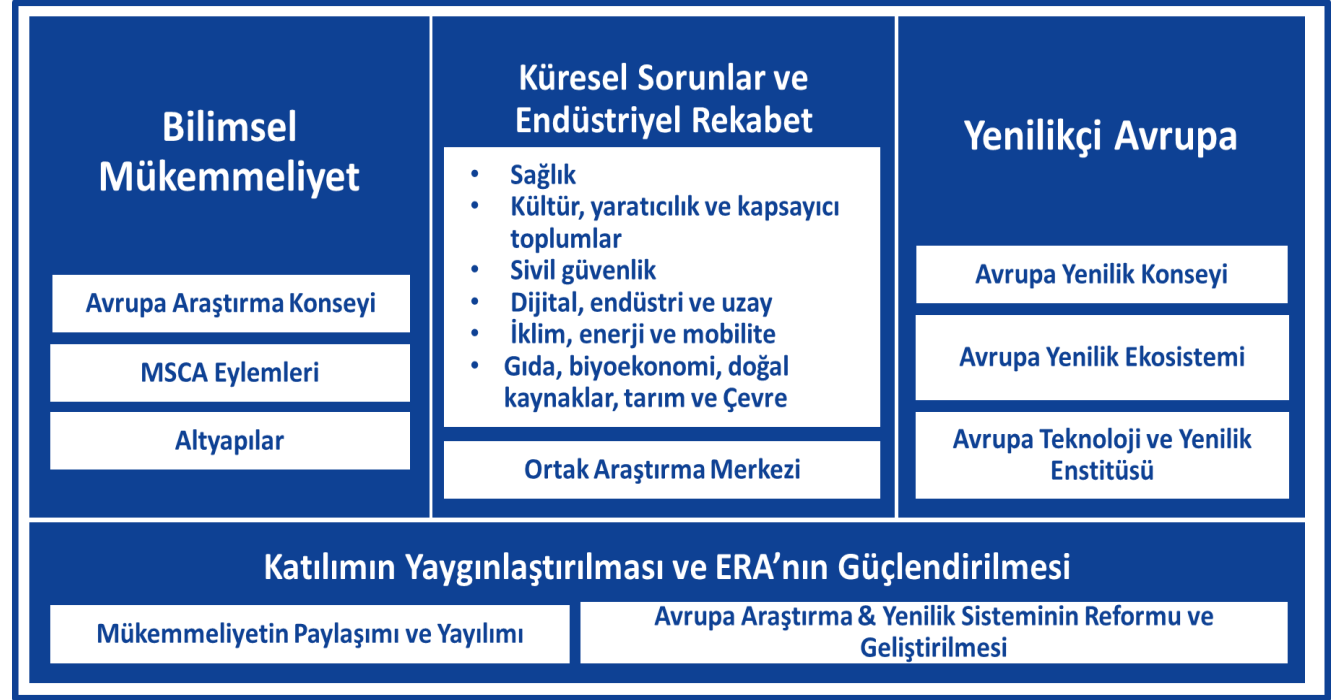 Bilimsel
Mükemmeliyet
Avrupa Araştırma Konseyi
MSCA Eylemleri
Altyapılar
Küresel Sorunlar ve
Endüstriyel Rekabet
• Sağlık
• Kültür, yaratıcılık ve kapsayıcı
toplumlar
• Sivil güvenlik
• Dijital, endüstri ve uzay
• İklim, enerji ve mobilite
• Gıda, biyoekonomi, doğal
kaynaklar, tarım ve Çevre
Ortak Araştırma Merkezi
Yenilikçi Avrupa
Avrupa Yenilik Konseyi
Avrupa Yenilik Ekosistemi
Avrupa Teknoloji ve Yenilik
Enstitüsü
Katılımın Yaygınlaştırılması ve ERA’nın Güçlendirilmesi
Mükemmeliyetin Paylaşımı ve Yayılımı
Avrupa Araştırma & Yenilik Sisteminin Reformu ve
Geliştirilmesi